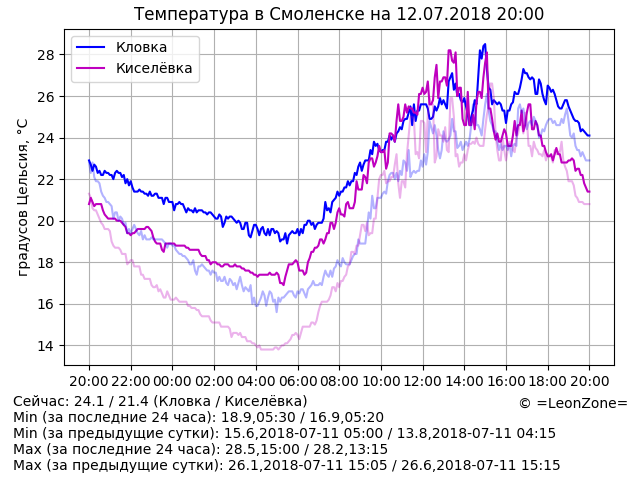 Температура в Смоленске на 12.07.2018 20:00
Кловка
Киселёвка
градусов Цельсия, °C
28
26
24
22
20
18
16
14
20:00 22:00 00:00 02:00 04:00 06:00 08:00 10:00 12:00 14:00 16:00 18:00 20:00
Сейчас: 24.1 / 21.4 (Кловка / Киселёвка)
© =LeonZone=
Min (за последние 24 часа): 18.9,05:30 / 16.9,05:20
Min (за предыдущие сутки): 15.6,2018-07-11 05:00 / 13.8,2018-07-11 04:15
Max (за последние 24 часа): 28.5,15:00 / 28.2,13:15
Max (за предыдущие сутки): 26.1,2018-07-11 15:05 / 26.6,2018-07-11 15:15